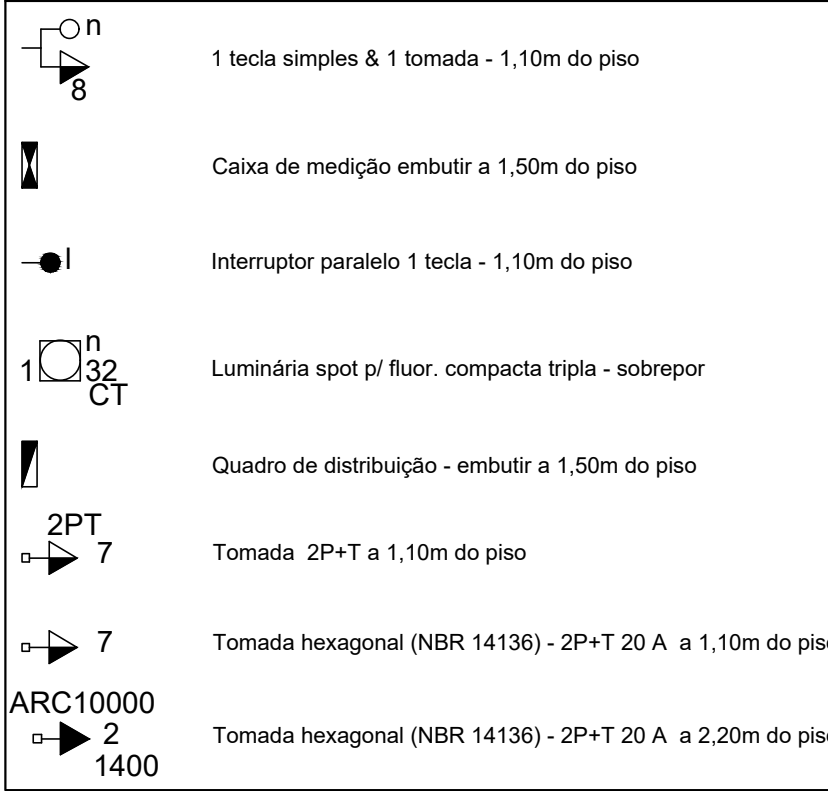 n
8
1 tecla simples & 1 tomada - 1,10m do piso
Caixa de medição embutir a 1,50m do piso
l
Interruptor paralelo 1 tecla - 1,10m do piso
n
1
32
CT
Luminária spot p/ fluor. compacta tripla - sobrepor
Quadro de distribuição - embutir a 1,50m do piso
2PT
7
Tomada 2P+T a 1,10m do piso
7
Tomada hexagonal (NBR 14136) - 2P+T 20 A a 1,10m do piso
ARC10000
2
1400
Tomada hexagonal (NBR 14136) - 2P+T 20 A a 2,20m do piso